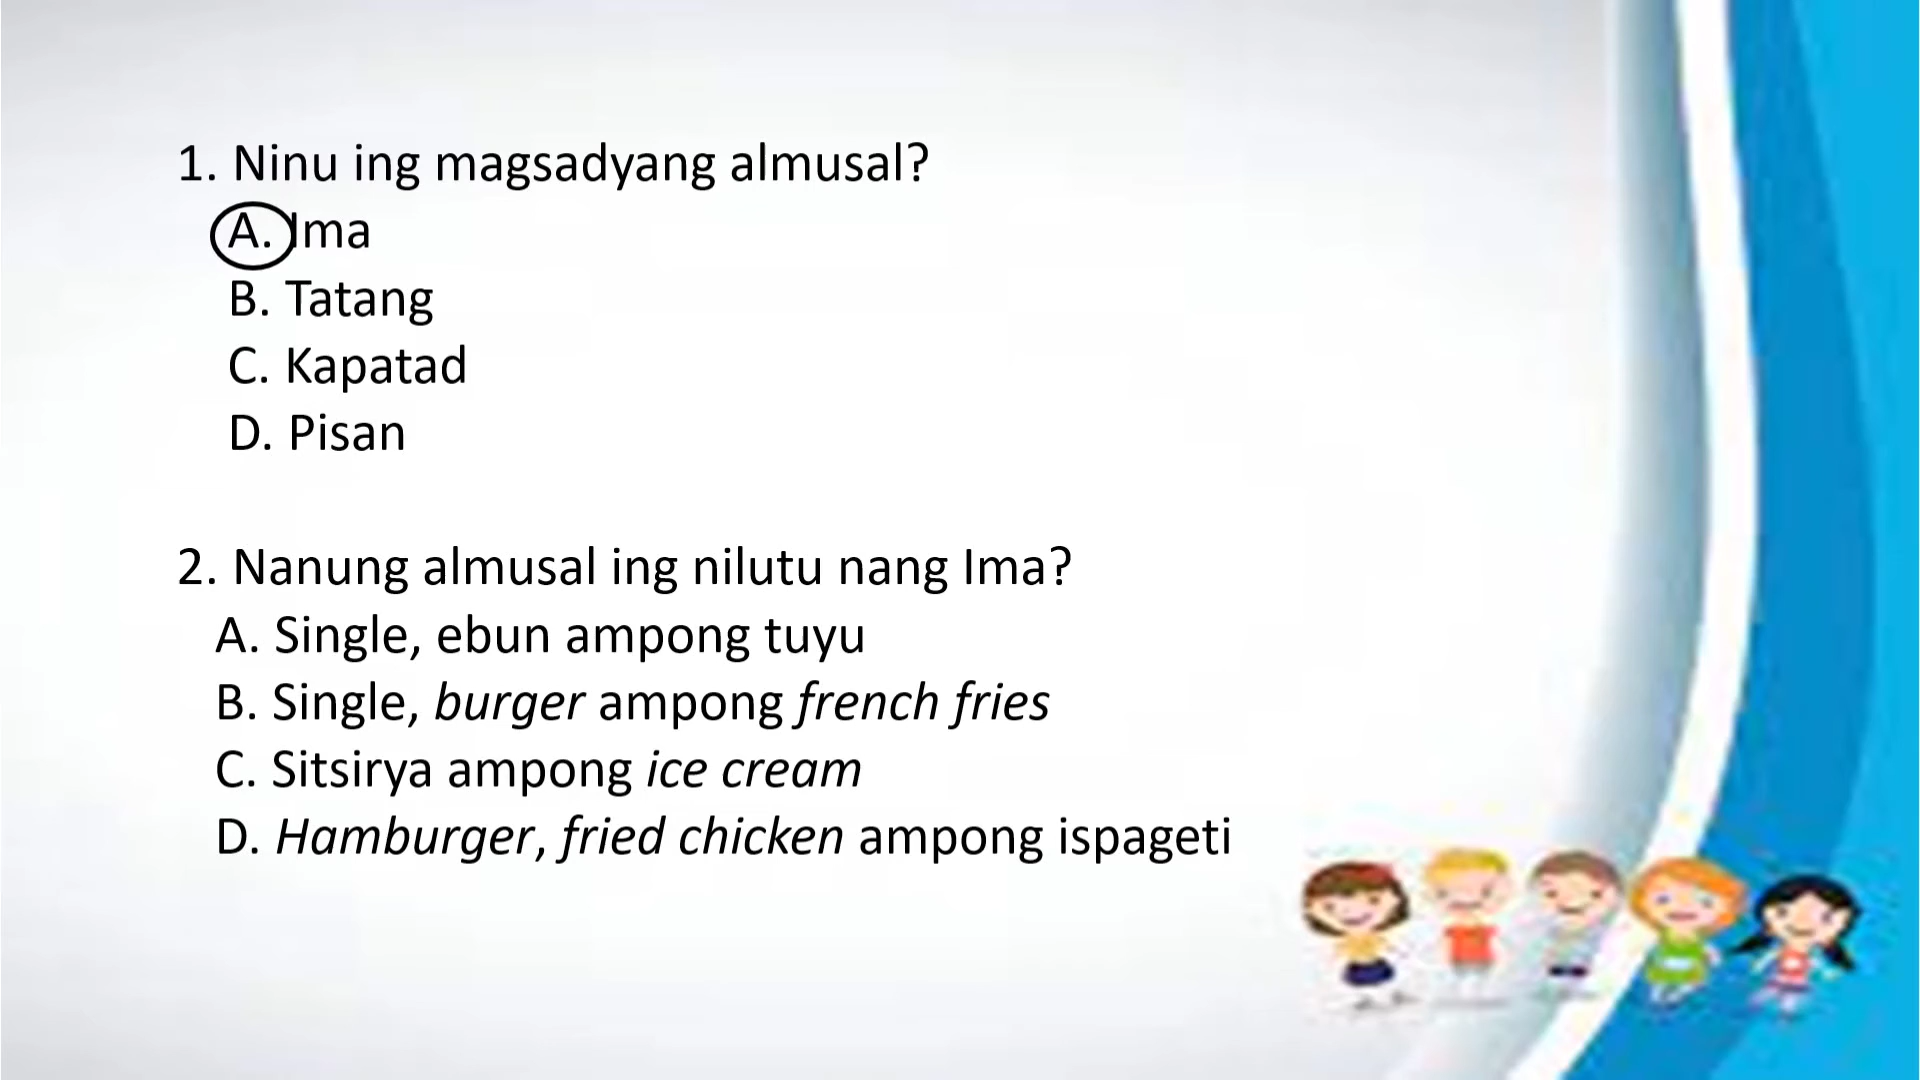 1. Ninu ing magsadyang almusal?
A. Ima
B. Tatang
C. Kapatad
D. Pisan
2. Nanung almusal ing nilutu nang Ima?
A. Single, ebun ampong tuyu
B. Single, burger ampong french fries
C. Sitsirya ampong ice cream
D. Hamburger, fried chicken ampong ispageti